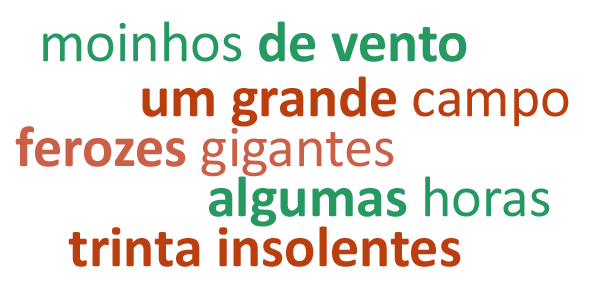 moinhos de vento
um grande campo
ferozes gigantes
algumas horas
trinta insolentes